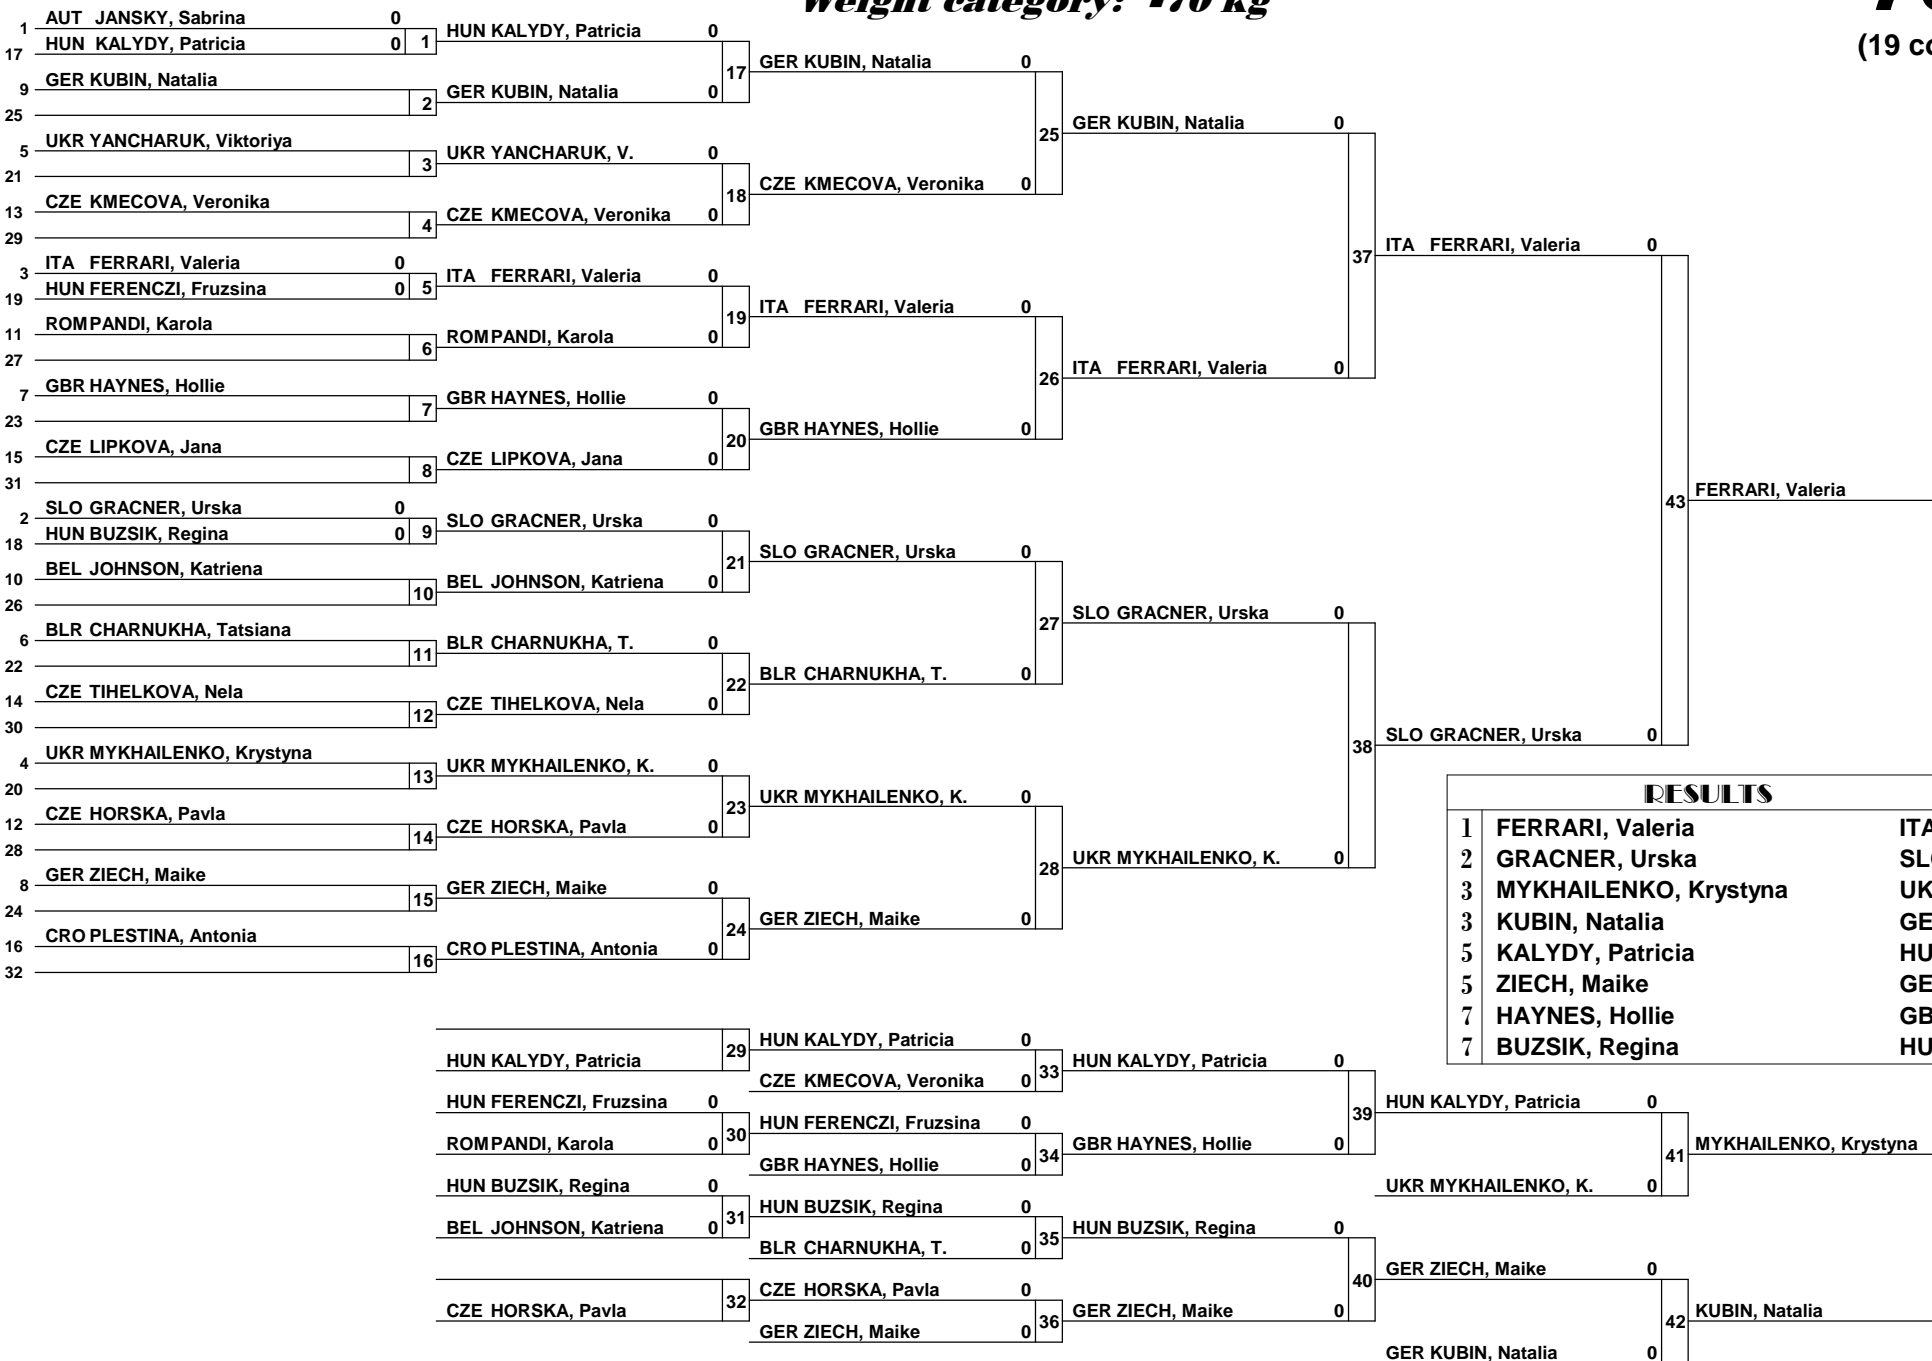 Weight category: -70 kg
(19 co
1 AUT JANSKY, Sabrina 0
17 HUN KALYDY, Patricia 0
1
9 GER KUBIN, Natalia
25
2
5 UKR YANCHARUK, Viktoriya
21
3
13 CZE KMECOVA, Veronika
29
4
3 ITA FERRARI, Valeria 0
19 HUN FERENCZI, Fruzsina 0
5
11 ROM PANDI, Karola
27
6
7 GBR HAYNES, Hollie
23
7
15 CZE LIPKOVA, Jana
31
8
2 SLO GRACNER, Urska 0
18 HUN BUZSIK, Regina 0
9
10 BEL JOHNSON, Katriena
26
10
6 BLR CHARNUKHA, Tatsiana
22
11
14 CZE TIHELKOVA, Nela
30
12
4 UKR MYKHAILENKO, Krystyna
20
13
12 CZE HORSKA, Pavla
28
14
8 GER ZIECH, Maike
24
15
16 CRO PLESTINA, Antonia
32
16
HUN KALYDY, Patricia 0
17
GER KUBIN, Natalia 0
UKR YANCHARUK, V. 0
18
CZE KMECOVA, Veronika 0
ITA FERRARI, Valeria 0
19
ROM PANDI, Karola 0
GBR HAYNES, Hollie 0
20
CZE LIPKOVA, Jana 0
SLO GRACNER, Urska 0
21
BEL JOHNSON, Katriena 0
BLR CHARNUKHA, T. 0
22
CZE TIHELKOVA, Nela 0
UKR MYKHAILENKO, K. 0
23
CZE HORSKA, Pavla 0
GER ZIECH, Maike 0
24
CRO PLESTINA, Antonia 0
GER KUBIN, Natalia 0
25
CZE KMECOVA, Veronika 0
ITA FERRARI, Valeria 0
26
GBR HAYNES, Hollie 0
SLO GRACNER, Urska 0
27
BLR CHARNUKHA, T. 0
UKR MYKHAILENKO, K. 0
28
GER ZIECH, Maike 0
GER KUBIN, Natalia 0
37
ITA FERRARI, Valeria 0
SLO GRACNER, Urska 0
38
UKR MYKHAILENKO, K. 0
ITA FERRARI, Valeria 0
43
SLO GRACNER, Urska 0
FERRARI, Valeria
RESULTS
1 FERRARI, Valeria ITA
2 GRACNER, Urska SL
3 MYKHAILENKO, Krystyna UK
3 KUBIN, Natalia GE
5 KALYDY, Patricia HU
5 ZIECH, Maike GE
7 HAYNES, Hollie GB
7 BUZSIK, Regina HU
29
HUN KALYDY, Patricia
HUN FERENCZI, Fruzsina 0
30
ROM PANDI, Karola 0
HUN BUZSIK, Regina 0
31
BEL JOHNSON, Katriena 0
32
CZE HORSKA, Pavla
HUN KALYDY, Patricia 0
33
CZE KMECOVA, Veronika 0
HUN FERENCZI, Fruzsina 0
34
GBR HAYNES, Hollie 0
HUN BUZSIK, Regina 0
35
BLR CHARNUKHA, T. 0
CZE HORSKA, Pavla 0
36
GER ZIECH, Maike 0
HUN KALYDY, Patricia 0
39
GBR HAYNES, Hollie 0
HUN BUZSIK, Regina 0
40
GER ZIECH, Maike 0
HUN KALYDY, Patricia 0
41
UKR MYKHAILENKO, K. 0
GER ZIECH, Maike 0
42
GER KUBIN, Natalia 0
MYKHAILENKO, Krystyna
KUBIN, Natalia